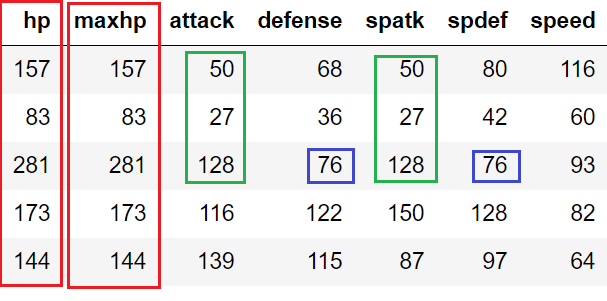 hp maxhp attack defense spatk spdef speed
157 157 50 68 50 80 116
83 83 27 36 27 42 60
281 281 128 76 128 76 93
173 173 116 122 150 128 82
144 144 139 115 87 97 64